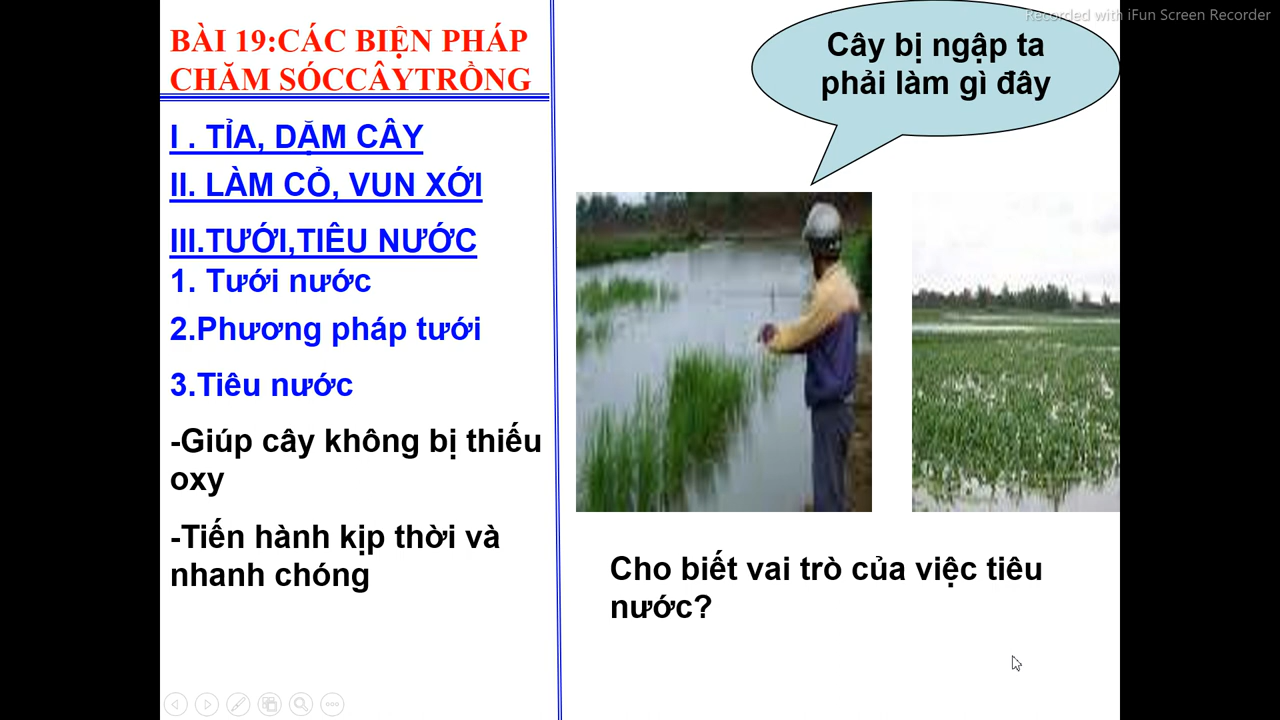 Recorded with iFun Screen Recorder
BÀI 19:CÁC BIỆN PHÁP
CHĂM SÓCCÂYTRỒNG
I . TỈA, DẶM CÂY
II. LÀM CỎ, VUN XỚI
III.TƯỚI,TIÊU NƯỚC
1. Tưới nước
2.Phương pháp tưới
3.Tiêu nước
-Giúp cây không bị thiếu
oxy
-Tiến hành kịp thời và
nhanh chóng
Cây bị ngập ta
phải làm gì đây
Cho biết vai trò của việc tiêu
nước?